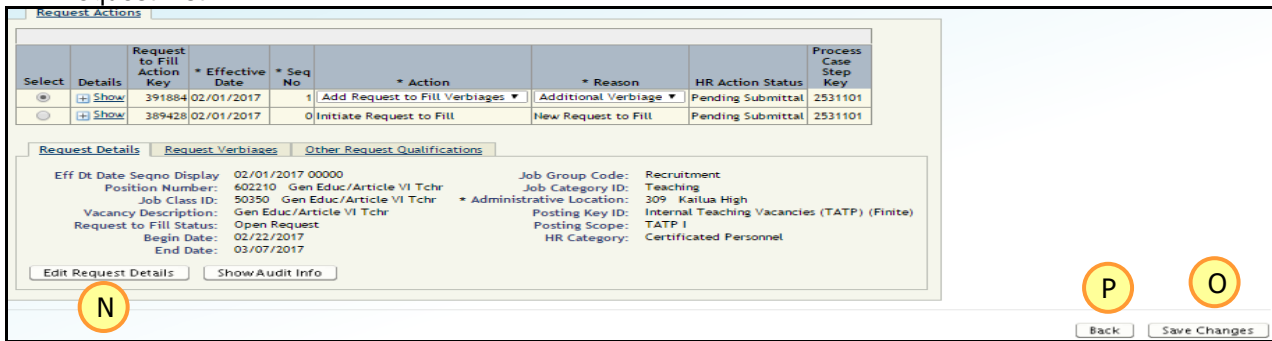 Request Actions
Select Details Request to Fill Action Key * Effective Date * Seq No * Action * Reason HR Action Status Process Case Step Key
Show 391884 02/01/2017 1 Add Request to Fill Verbiages Additional Verbiage Pending Submittal 2531101
Show 389428 02/01/2017 0 Initiate Request to Fill New Request to Fill Pending Submittal 2531101
Request Details Request Verbiages Other Request Qualifications
Eff Dt Date Seqno Display 02/01/2017 00000 Job Group Code: Recruitment
Position Number: 602210 Gen Educ/Article VI Tchr Job Category ID: Teaching
Job Class ID: 50350 Gen Educ/Article VI Tchr * Administrative Location: 309 Kailua High
Vacancy Description: Gen Educ/Article VI Tchr Posting Key ID: Internal Teaching Vacancies (TATP) (Finite)
Request to Fill Status: Open Request Posting Scope: TATP I
Begin Date: 02/22/2017 HR Category: Certificated Personnel
End Date: 03/07/2017
Edit Request Details Show Audit Info
N
P O
Back Save Changes